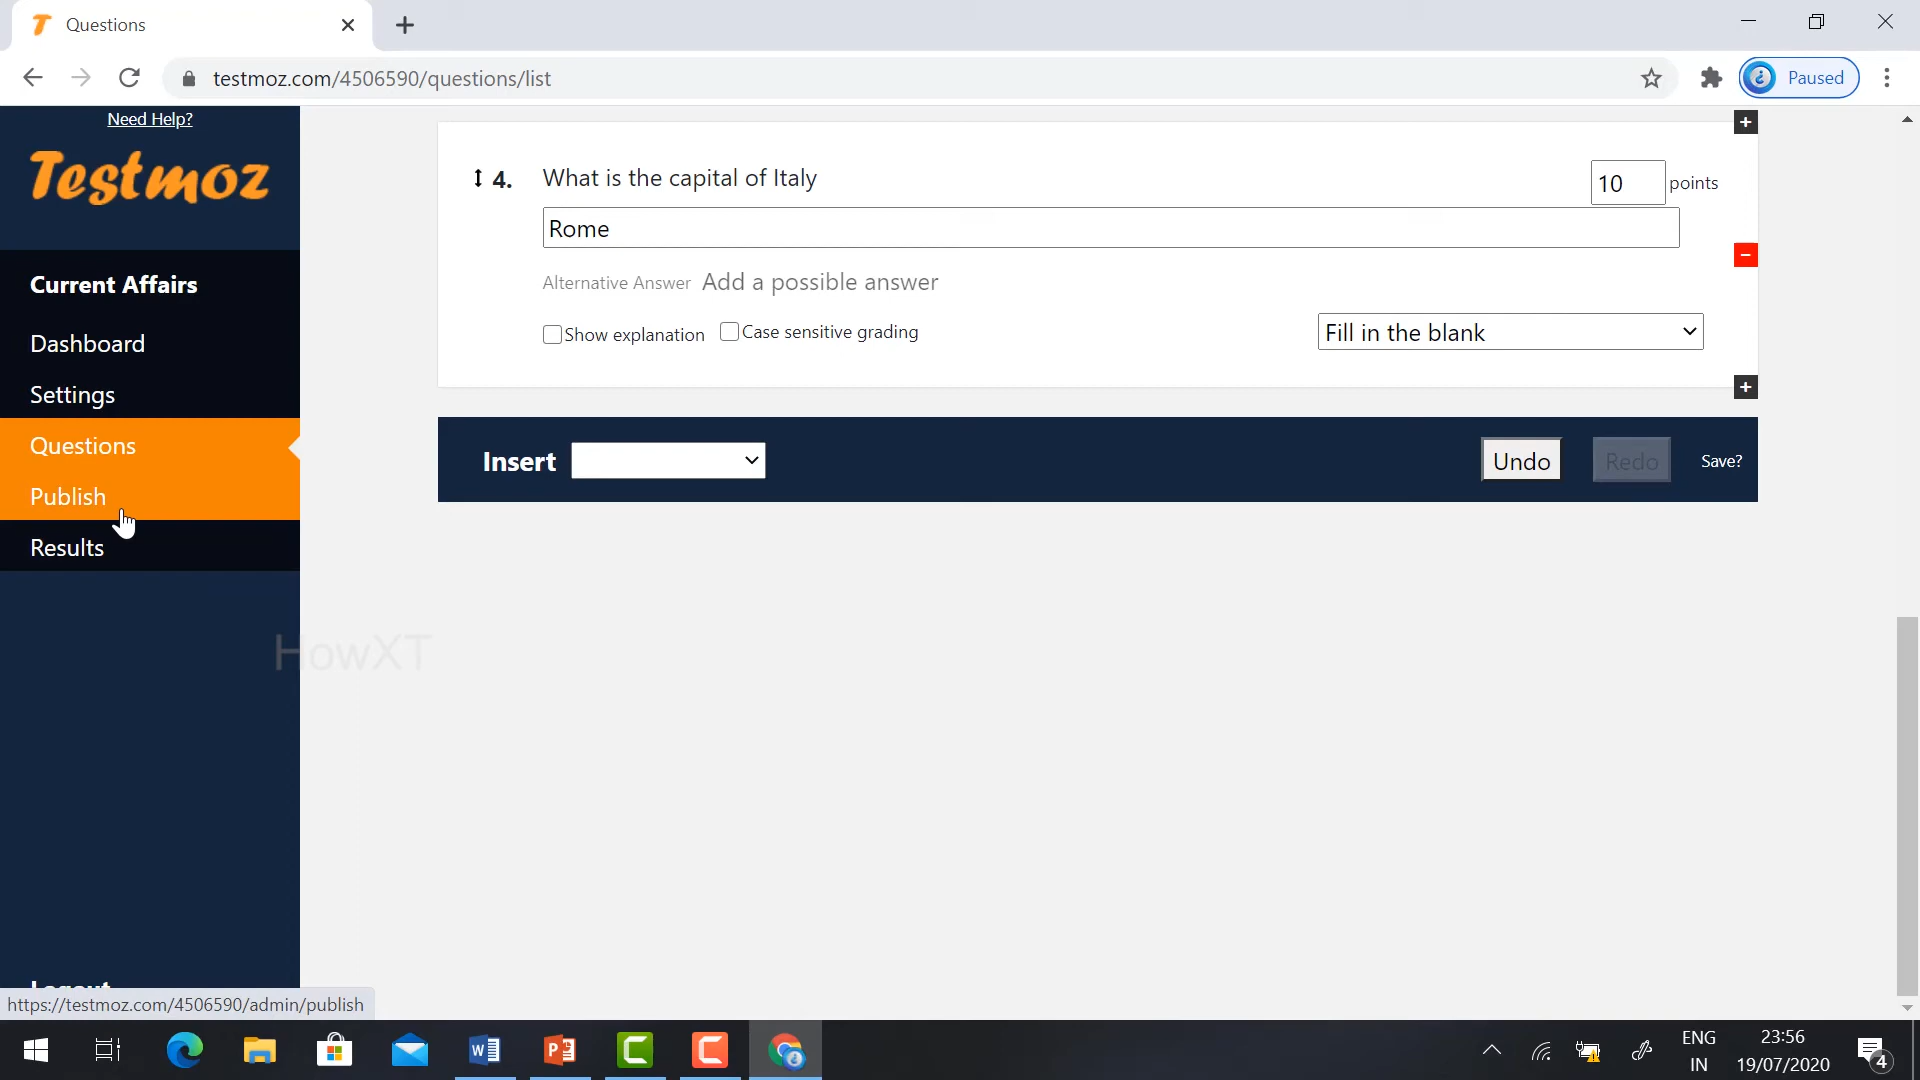 Questions
testmoz.com/4506590/questions/list
Paused
Need Help?
Testmoz
Current Affairs
Dashboard
Settings
Questions
Publish
Results
4. What is the capital of Italy
10 points
Rome
Alternative Answer Add a possible answer
Show explanation Case sensitive grading
Fill in the blank
Insert
Undo Redo Save?
HowXT
Logout
https://testmoz.com/4506590/admin/publish
ENG
IN
23:56
19/07/2020
4